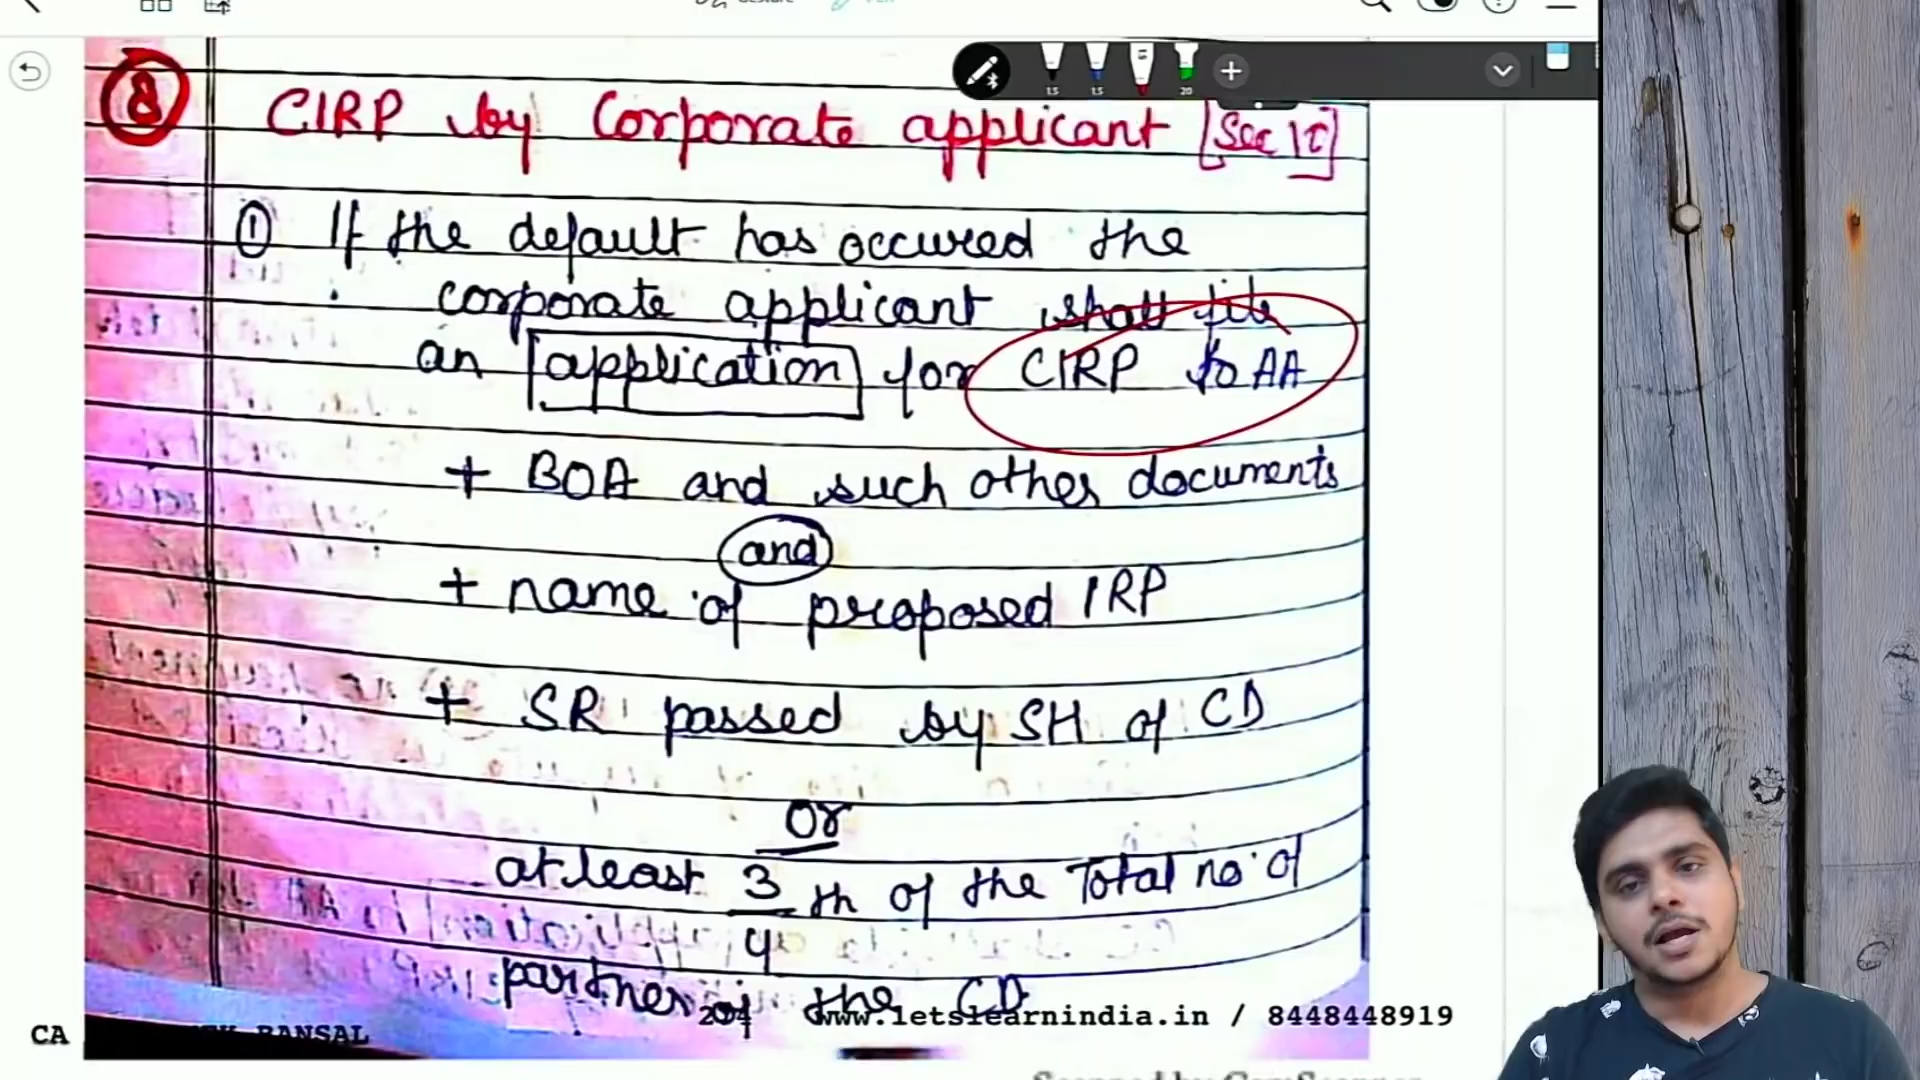 8 CIRP by Corporate applicant [Sec 10]
① If the default has occured the
corporate applicant shall file
an application for CIRP to AA
+ BOA and such other documents
and
+ name of proposed IRP
+ SR passed by SH of CD
or
atleast 3/4 th of the Total no of
partner of the CD
204 www.letslearnindia.in / 8448448919
CA BANSAL